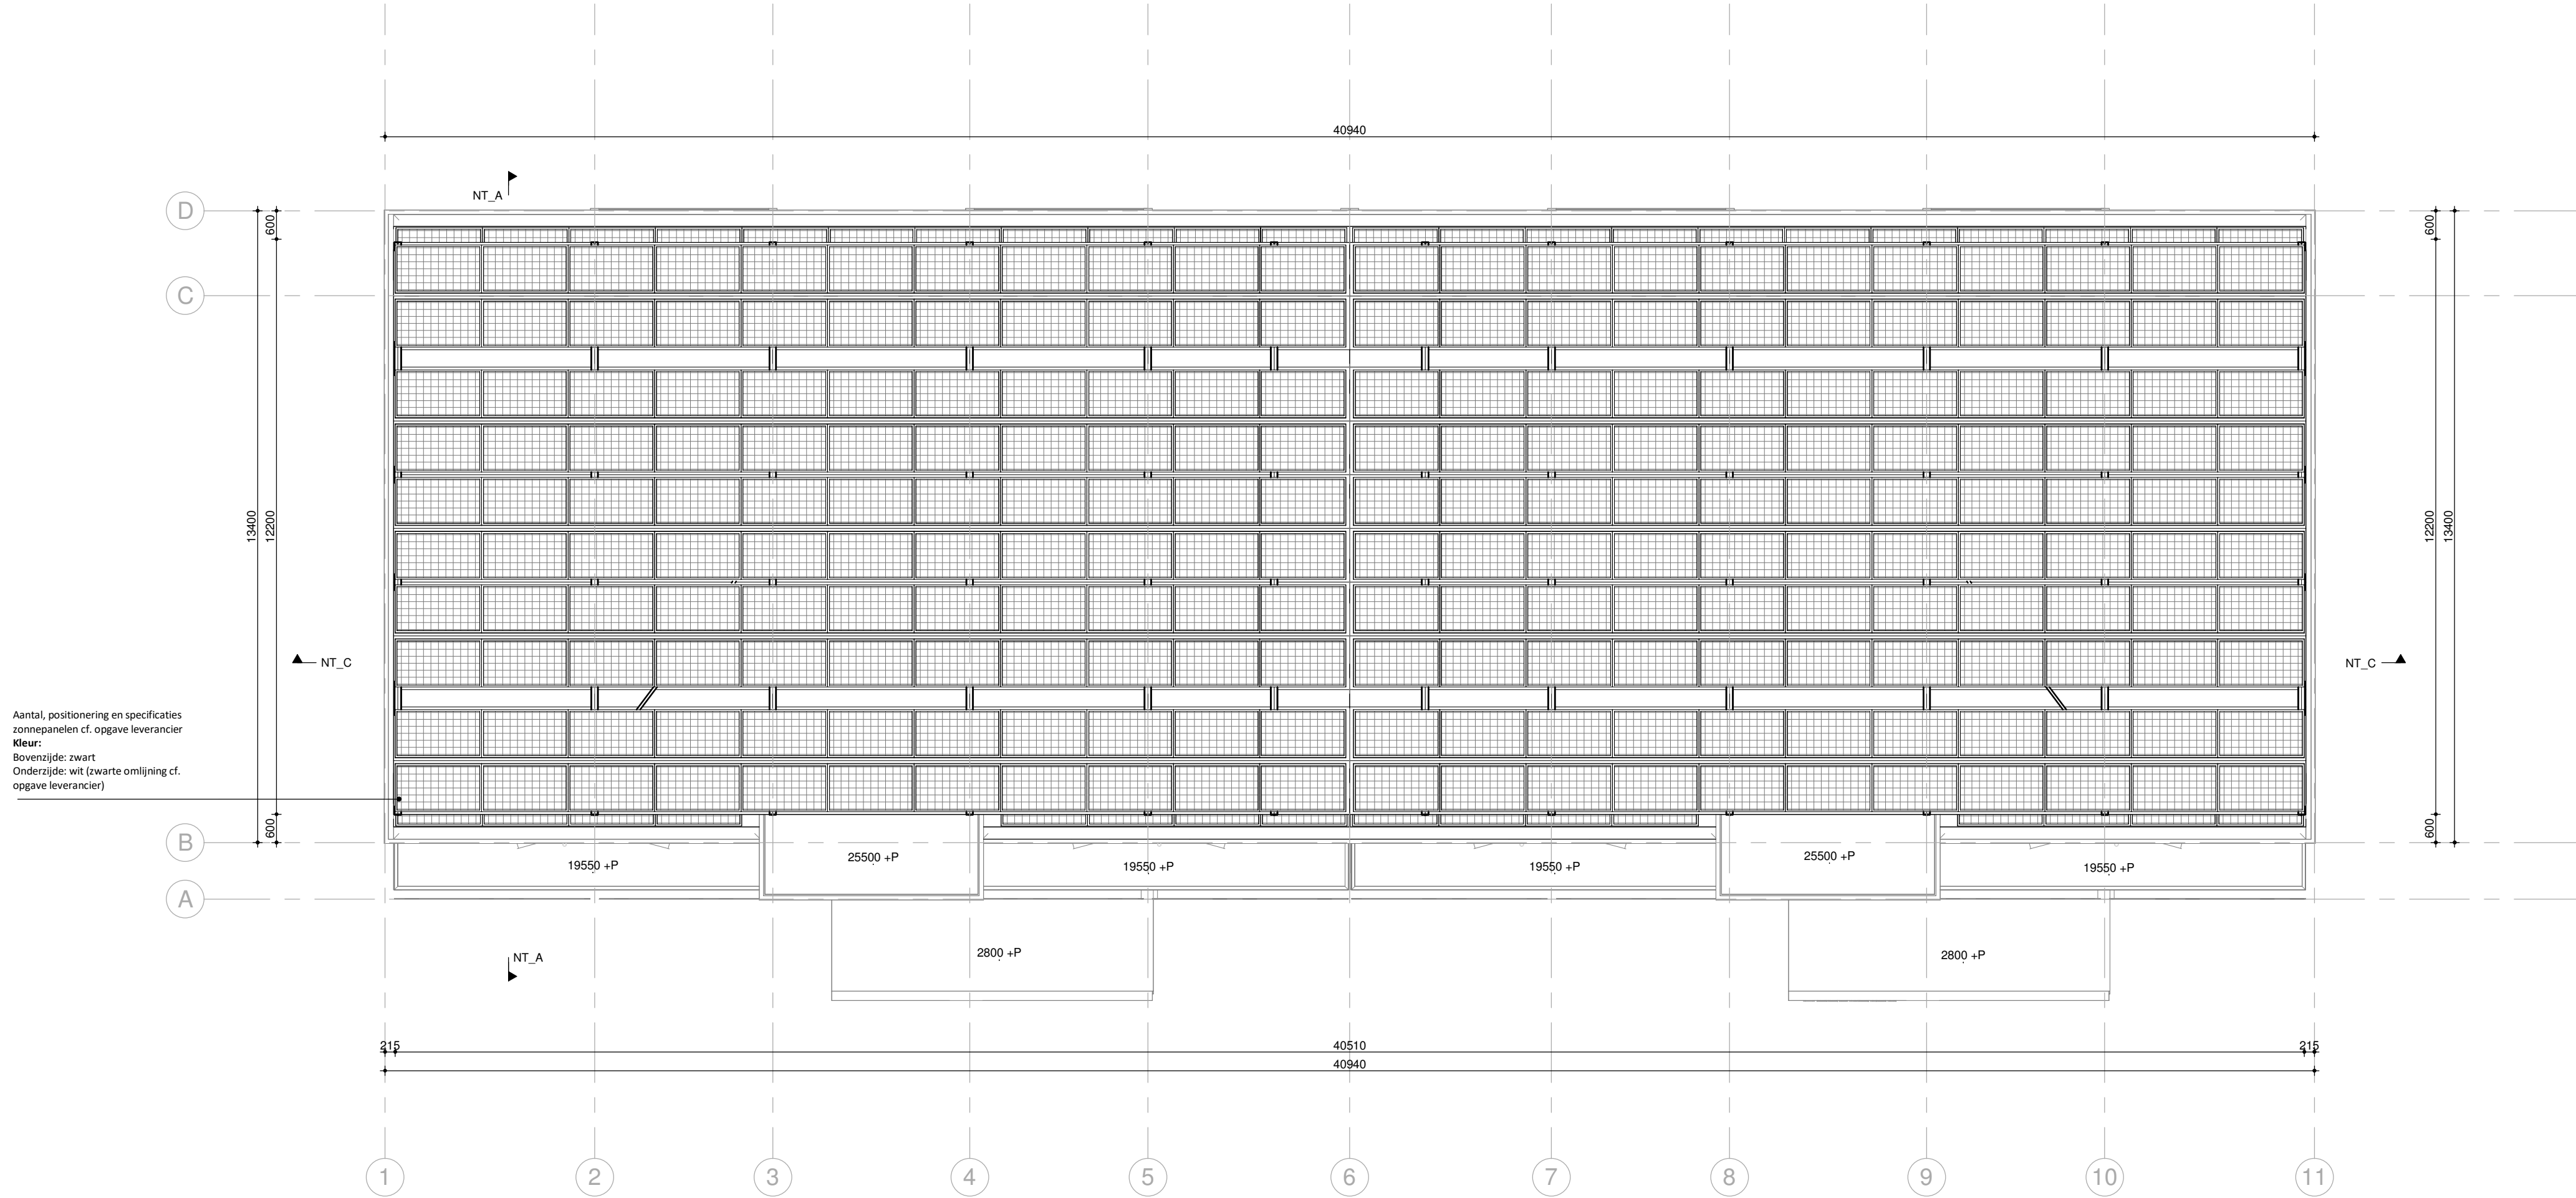 40940
NT_A
D
600
600
C
13400
12200
12200
13400
NT_C
NT_C
Aantal, positionering en specificaties
zonnepanelen cf. opgave leverancier
Kleur:
Bovenzijde: zwart
Onderzijde: wit (zwarte omlijning cf.
opgave leverancier)
600
600
B
19550 +P
25500 +P
19550 +P
19550 +P
25500 +P
19550 +P
A
NT_A
2800 +P
2800 +P
215
40510
215
40940
1
2
3
4
5
6
7
8
9
10
11